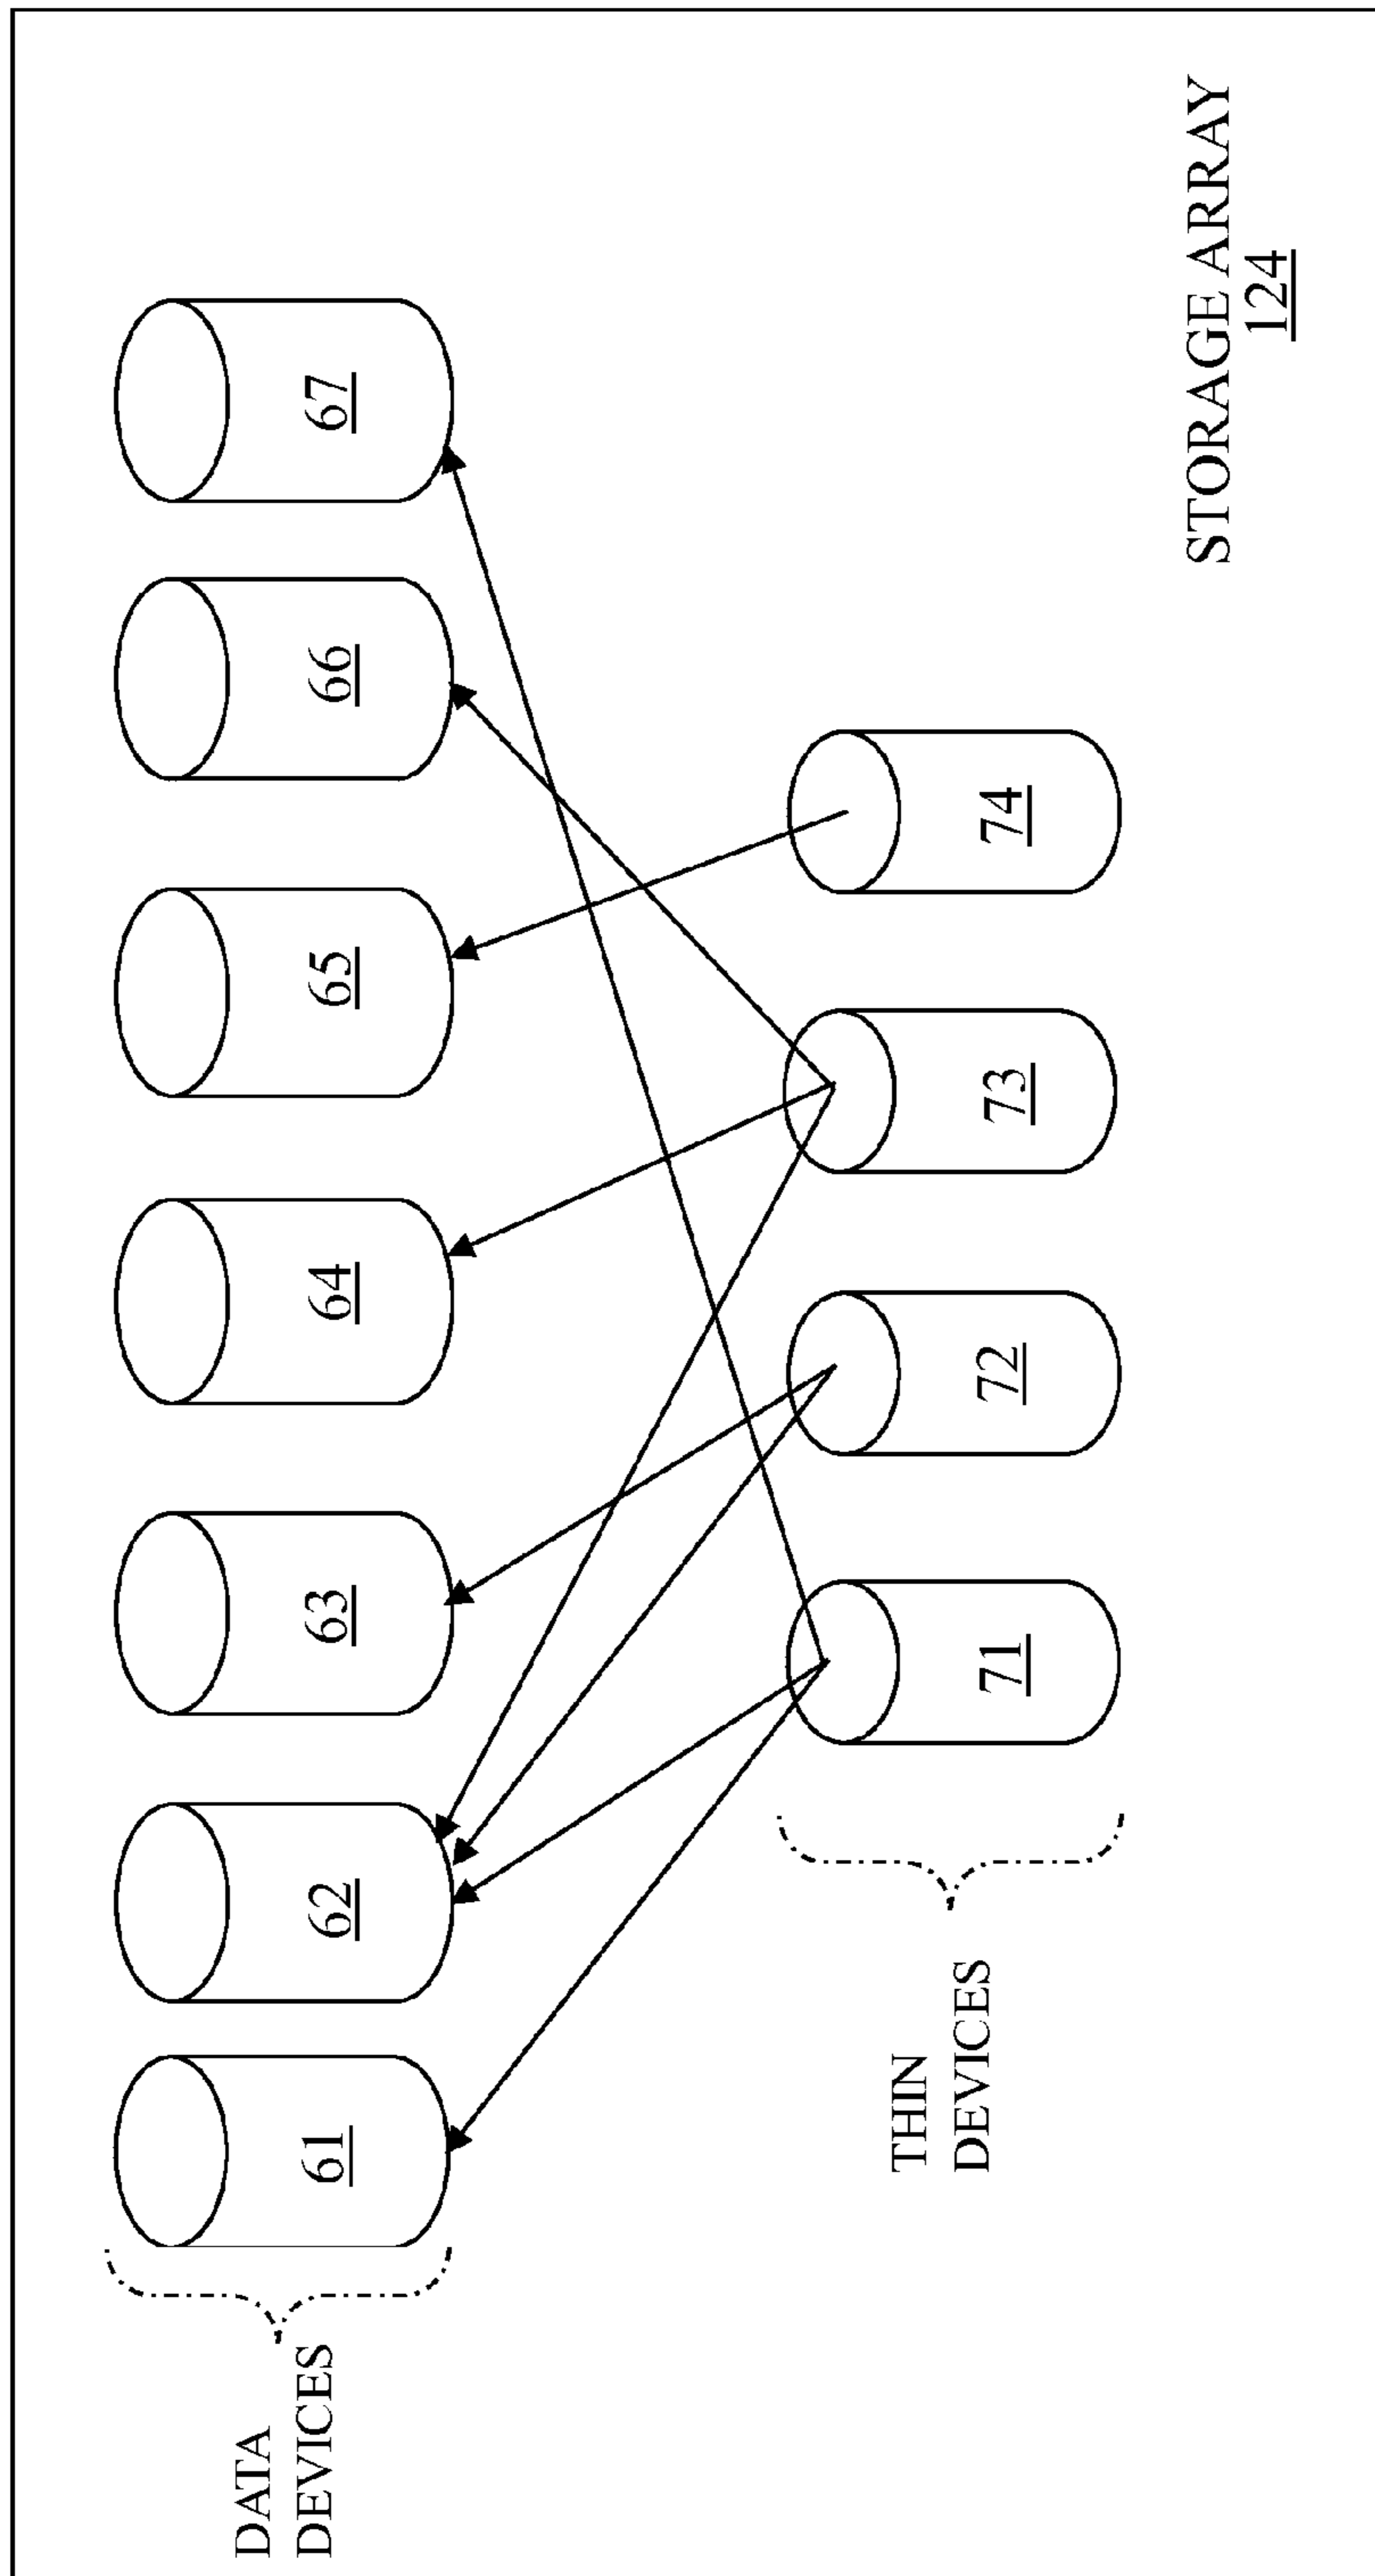 DATA
DEVICES
61
62
63
64
65
66
67
THIN
DEVICES
71
72
73
74
STORAGE ARRAY
124